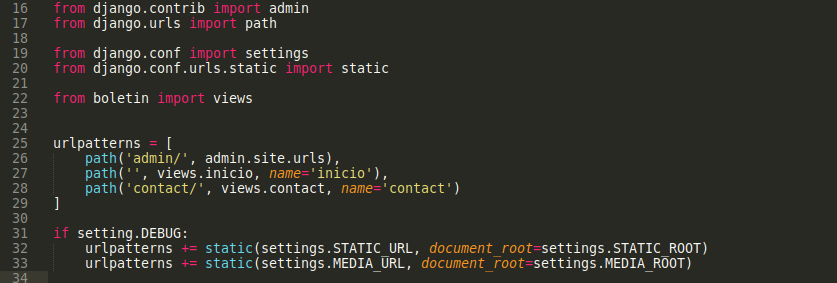 16 from django.contrib import admin
17 from django.urls import path
18
19 from django.conf import settings
20 from django.conf.urls.static import static
21
22 from boletin import views
23
24
25 urlpatterns = [
26     path('admin/', admin.site.urls),
27     path('', views.inicio, name='inicio'),
28     path('contact/', views.contact, name='contact')
29 ]
30
31 if setting.DEBUG:
32     urlpatterns += static(settings.STATIC_URL, document_root=settings.STATIC_ROOT)
33     urlpatterns += static(settings.MEDIA_URL, document_root=settings.MEDIA_ROOT)
34